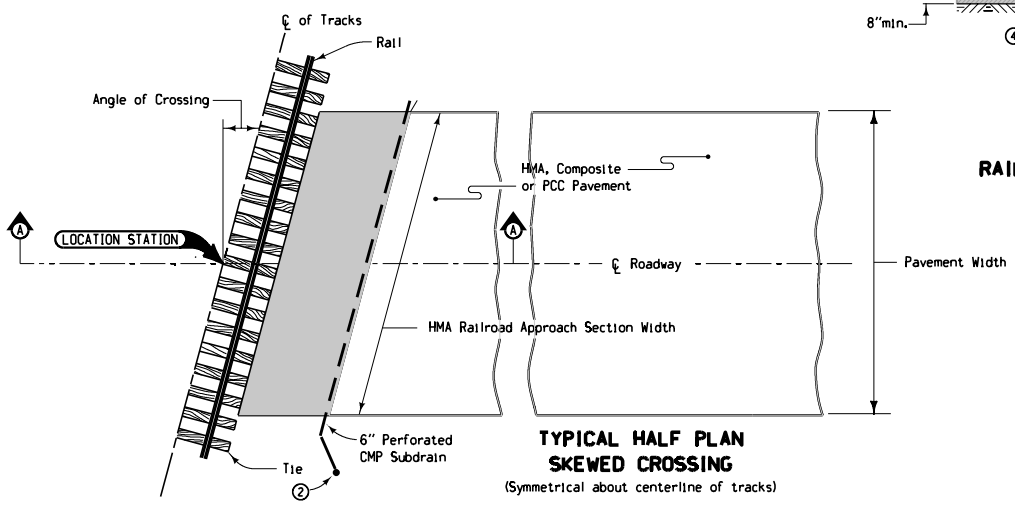 ℄ of Tracks
Rail
8"min.
4
Angle of Crossing
HMA, Composite
or PCC Pavement
RAI
A
A
LOCATION STATION
℄ Roadway
Pavement Width
HMA Railroad Approach Section Width
6" Perforated
CMP Subdrain
Tie
2
TYPICAL HALF PLAN
SKEWED CROSSING
(Symmetrical about centerline of tracks)